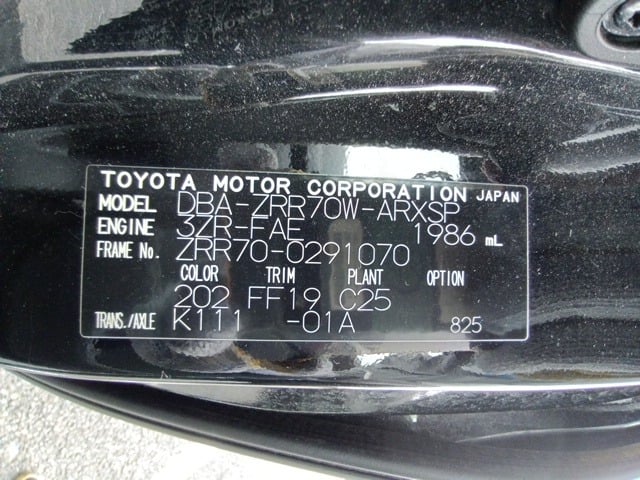 TOYOTA MOTOR CORPORATION JAPAN
MODEL DBA-ZRR70W-ARXSP
ENGINE 3ZR-FAE 1986 mL
FRAME No. ZRR70-0291070
COLOR TRIM PLANT OPTION
202 FF19 C25
TRANS./AXLE K111 -01A 825